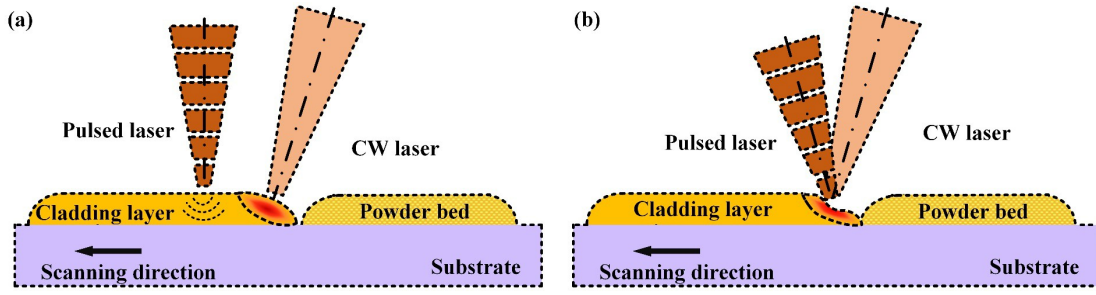 (a)
Pulsed laser
CW laser
Cladding layer
Powder bed
Scanning direction
Substrate
(b)
Pulsed laser
CW laser
Cladding layer
Powder bed
Scanning direction
Substrate